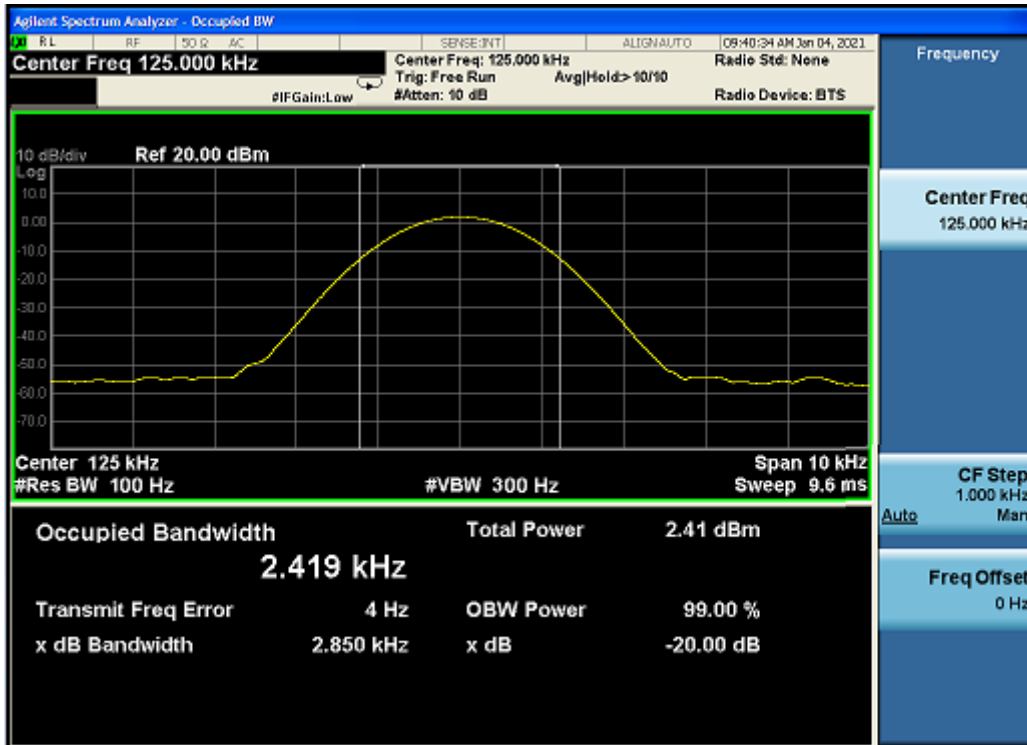 Agilent Spectrum Analyzer - Occupied BW
RL RF 50 Ω AC SENSE:INT ALIGNAUTO 09:40:34 AM Jan 04, 2021
Center Freq 125.000 kHz Center Freq: 125.000 kHz Radio Std: None Frequency
Trig: Free Run Avg|Hold>10/10
#IFGain:Low #Atten: 10 dB Radio Device: BTS
10 dB/div Ref 20.00 dBm
Log
10.0
0.00
-10.0
-20.0
-30.0
-40.0
-50.0
-60.0
-70.0
Center Freq
125.000 kHz
Center 125 kHz Span 10 kHz
#Res BW 100 Hz #VBW 300 Hz Sweep 9.6 ms
CF Step
1.000 kHz
Auto Man
Occupied Bandwidth Total Power 2.41 dBm
2.419 kHz
Transmit Freq Error 4 Hz OBW Power 99.00 %
x dB Bandwidth 2.850 kHz x dB -20.00 dB
Freq Offset
0 Hz